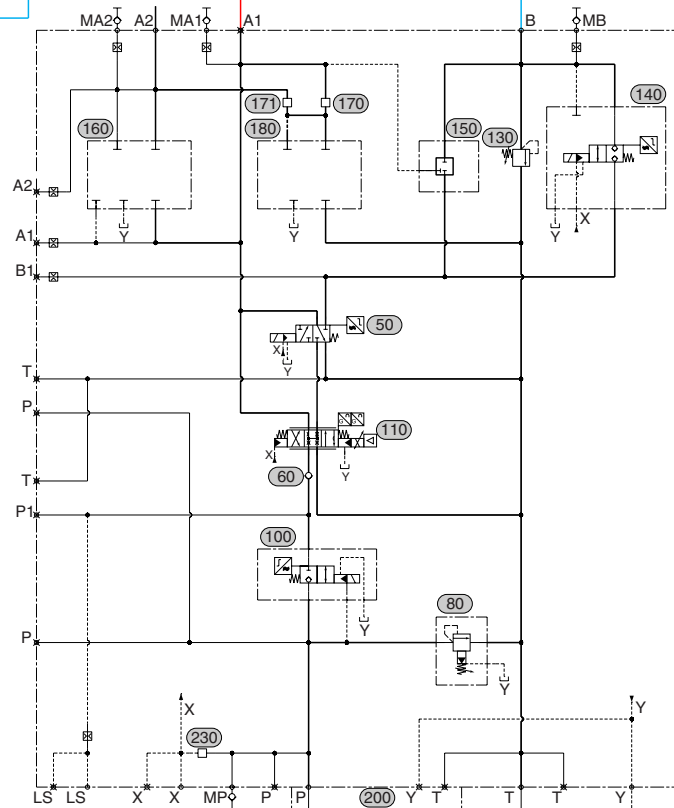 MA2 A2 MA1 A1 B MB
140
171 170
160 180 150 130
A2
X
Y Y Y
A1
B1
50
X
Y
T
P
110
X Y
60
T
P1
100
80
Y
P
Y
X Y
230
LS LS X X MP P P 200 Y T T T Y